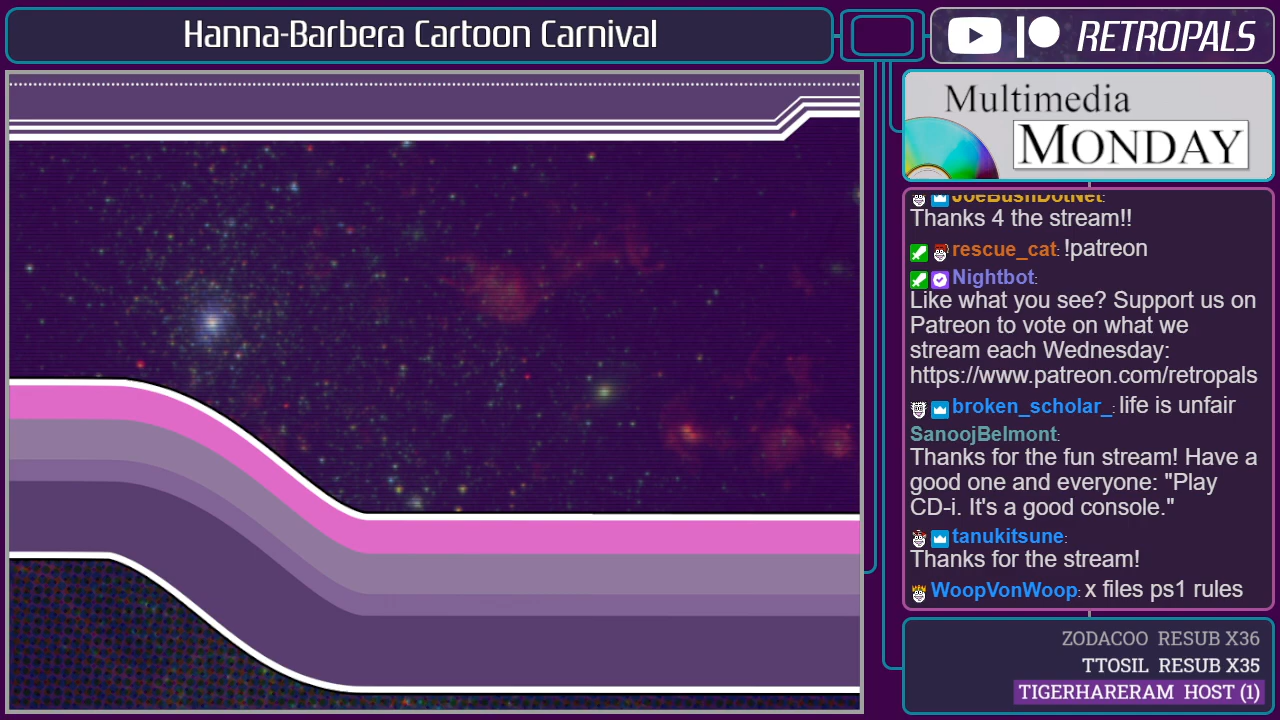 Hanna-Barbera Cartoon Carnival
RETROPALS
Multimedia
MONDAY
JoeBushDotNet:
Thanks 4 the stream!!
rescue_cat: !patreon
Nightbot:
Like what you see? Support us on
Patreon to vote on what we
stream each Wednesday:
https://www.patreon.com/retropals
broken_scholar_: life is unfair
SanoojBelmont:
Thanks for the fun stream! Have a
good one and everyone: "Play
CD-i. It's a good console."
tanukitsune:
Thanks for the stream!
WoopVonWoop: x files ps1 rules
ZODACOO RESUB X36
TTOSIL RESUB X35
TIGERHARERAM HOST (1)